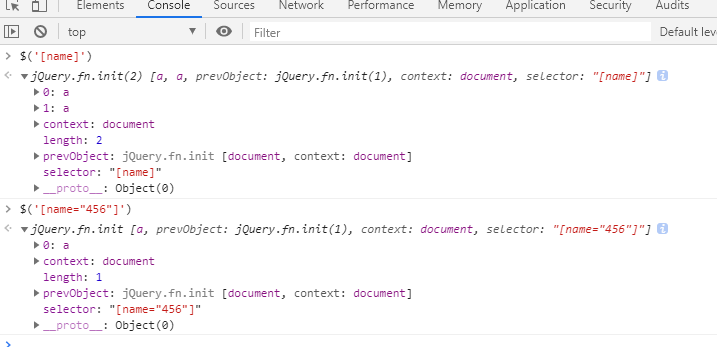 Elements Console Sources Network Performance Memory Application Security Audits
top Filter Default leve
> $('[name]')
jQuery.fn.init(2) [a, a, prevObject: jQuery.fn.init(1), context: document, selector: "[name]"]
0: a
1: a
context: document
length: 2
prevObject: jQuery.fn.init [document, context: document]
selector: "[name]"
__proto__: Object(0)
> $('[name="456"]')
jQuery.fn.init [a, prevObject: jQuery.fn.init(1), context: document, selector: "[name="456"]"]
0: a
context: document
length: 1
prevObject: jQuery.fn.init [document, context: document]
selector: "[name="456"]"
__proto__: Object(0)